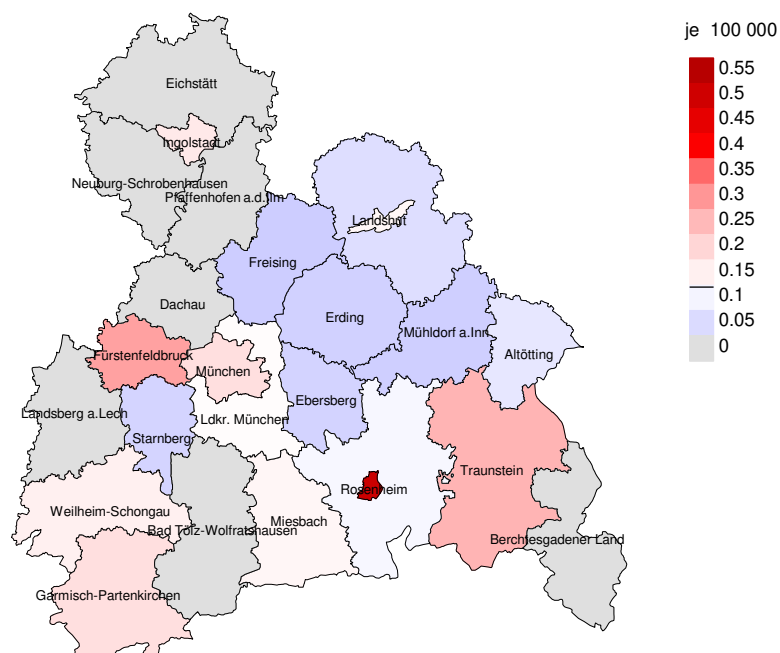 je 100 000
0.55
0.5
0.45
0.4
0.35
0.3
0.25
0.2
0.15
0.1
0.05
0
Eichstätt
Ingolstadt
Neuburg-Schrobenhausen
Pfaffenhofen a.d.Ilm
Landshut
Freising
Dachau
Erding
Mühldorf a.Inn
Altötting
Fürstenfeldbruck
München
Ebersberg
Landsberg a.Lech
Ldkr. München
Starnberg
Traunstein
Rosenheim
Weilheim-Schongau
Miesbach
Bad Tölz-Wolfratshausen
Berchtesgadener Land
Garmisch-Partenkirchen